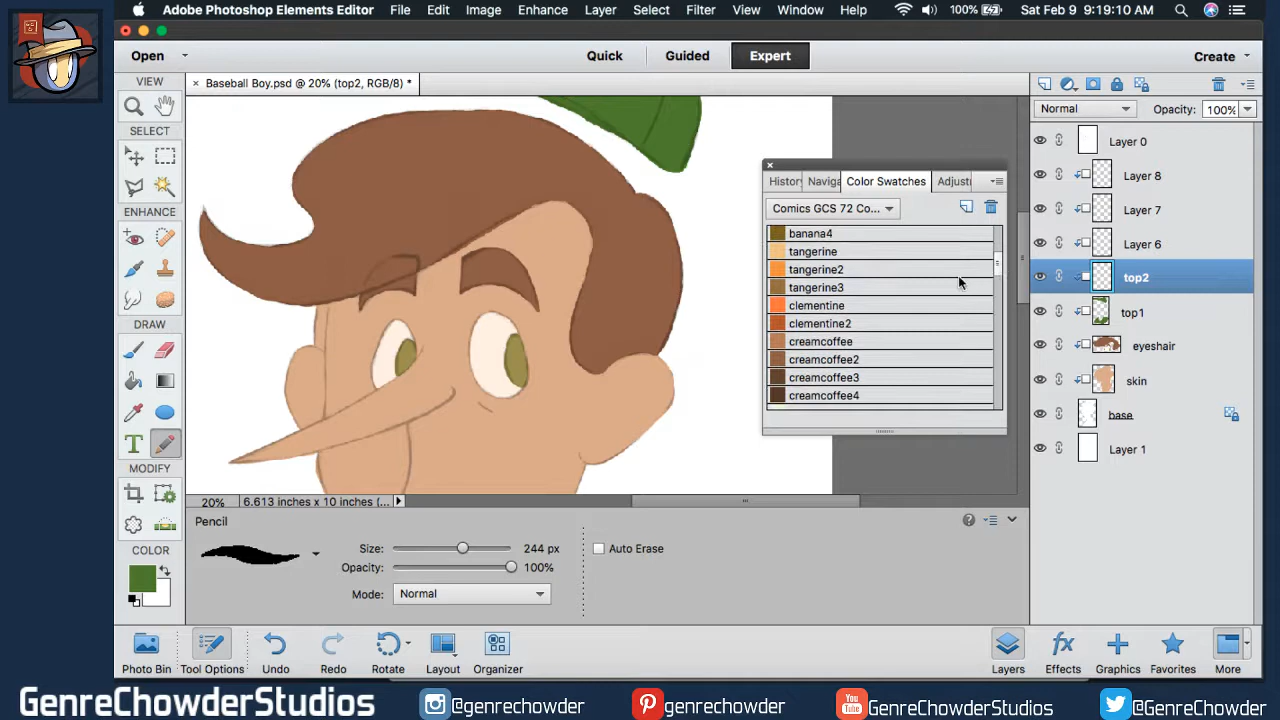 Adobe Photoshop Elements Editor File Edit Image Enhance Layer Select Filter View Window Help 100% Sat Feb 9 9:19:10 AM
Open Quick Guided Expert Create
VIEW
× Baseball Boy.psd @ 20% (top2, RGB/8) *
SELECT
ENHANCE
DRAW
T
MODIFY
COLOR
Normal Opacity: 100%
Layer 0
Layer 8
Layer 7
Layer 6
top2
top1
eyeshair
skin
base
Layer 1
History Naviga Color Swatches Adjustr
Comics GCS 72 Co...
banana4
tangerine
tangerine2
tangerine3
clementine
clementine2
creamcoffee
creamcoffee2
creamcoffee3
creamcoffee4
20% 6.613 inches x 10 inches (...
Pencil
Size: 244 px Auto Erase
Opacity: 100%
Mode: Normal
Photo Bin Tool Options Undo Redo Rotate Layout Organizer Layers Effects Graphics Favorites More
GenreChowderStudios @genrechowder genrechowder GenreChowderStudios @GenreChowder